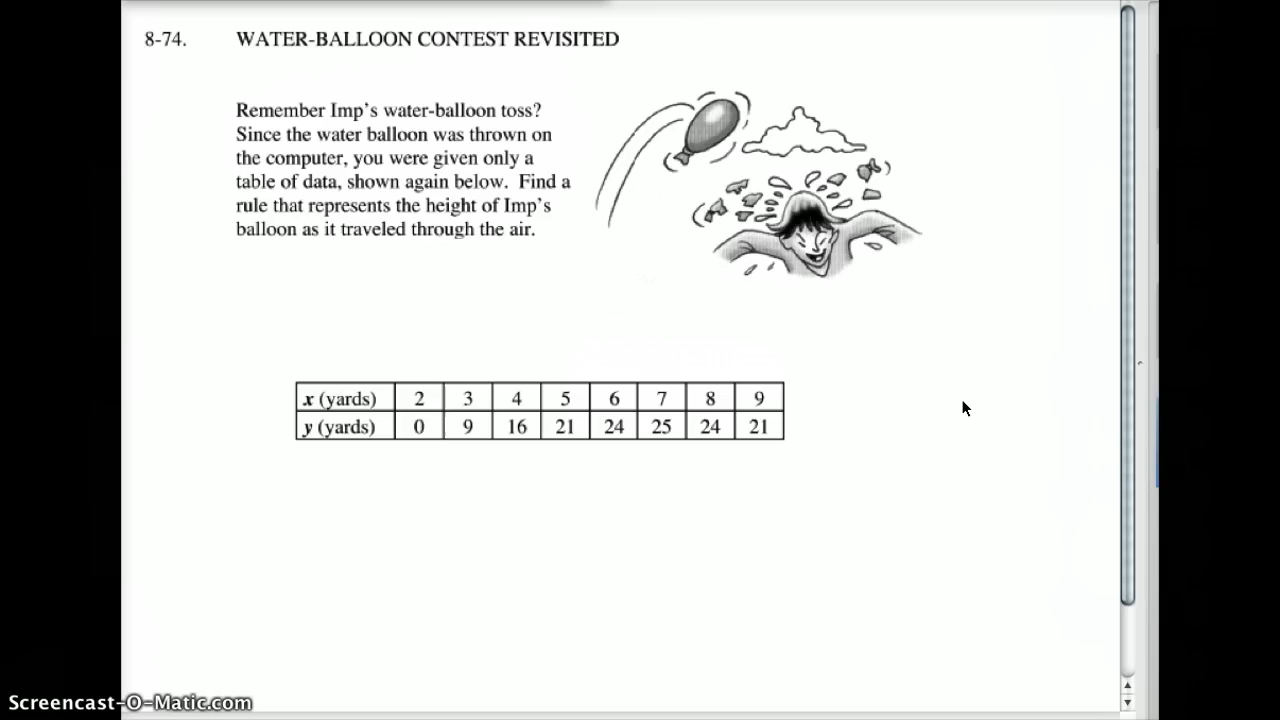 8-74. WATER-BALLOON CONTEST REVISITED
Remember Imp's water-balloon toss?
Since the water balloon was thrown on
the computer, you were given only a
table of data, shown again below. Find a
rule that represents the height of Imp's
balloon as it traveled through the air.
x (yards) 2 3 4 5 6 7 8 9
y (yards) 0 9 16 21 24 25 24 21
Screencast-O-Matic.com